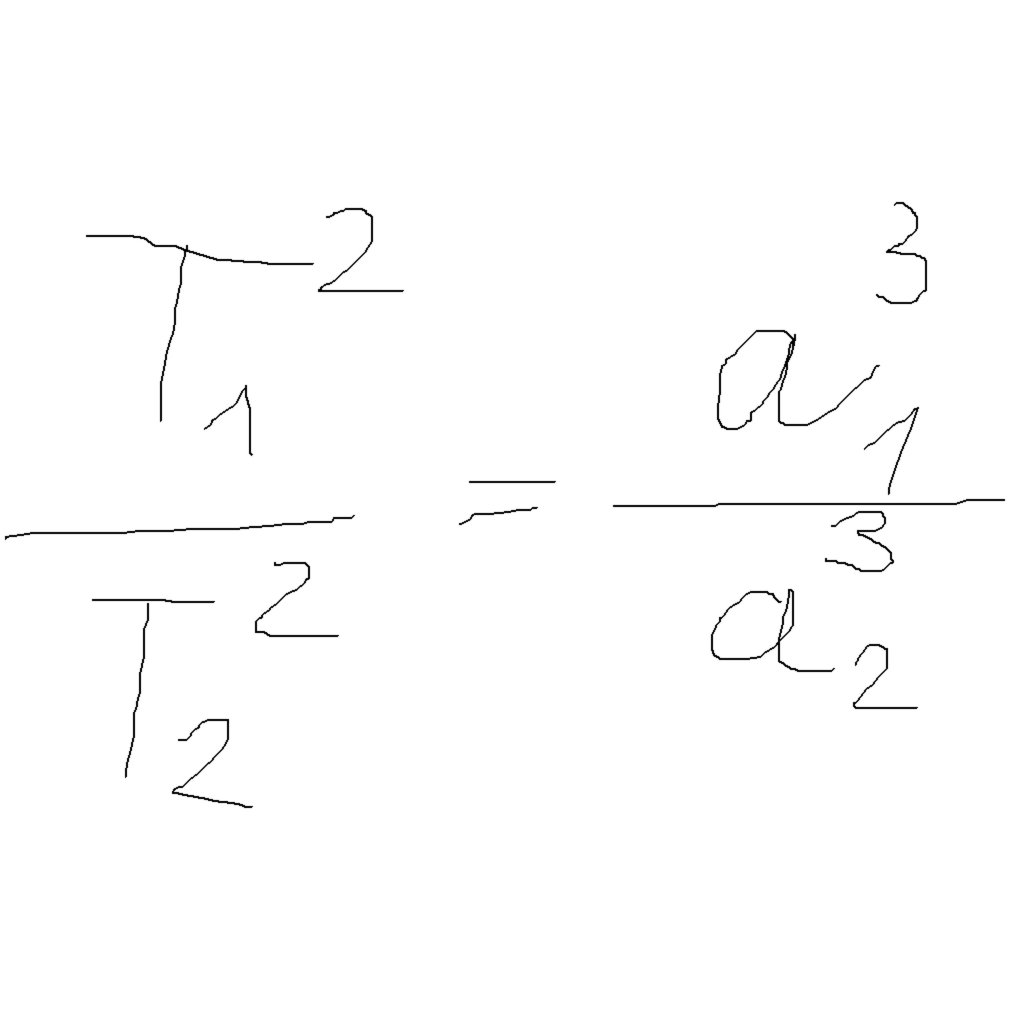 T₁² / T₂² = a₁³ / a₂³